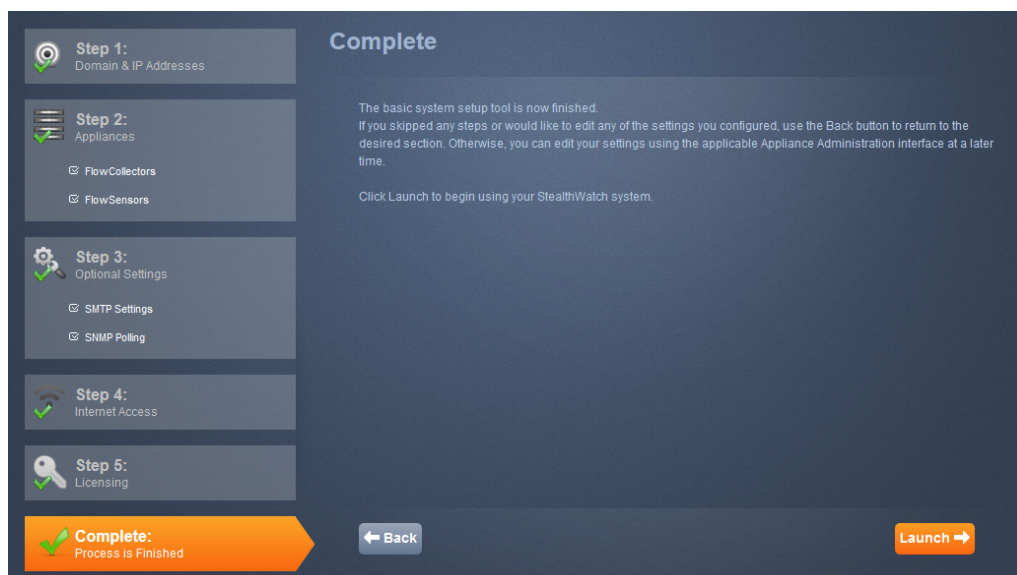 Step 1:
Domain & IP Addresses
Step 2:
Appliances
FlowCollectors
FlowSensors
Step 3:
Optional Settings
SMTP Settings
SNMP Polling
Step 4:
Internet Access
Step 5:
Licensing
Complete:
Process is Finished
Complete
The basic system setup tool is now finished.
If you skipped any steps or would like to edit any of the settings you configured, use the Back button to return to the
desired section. Otherwise, you can edit your settings using the applicable Appliance Administration interface at a later
time.
Click Launch to begin using your StealthWatch system.
Back
Launch